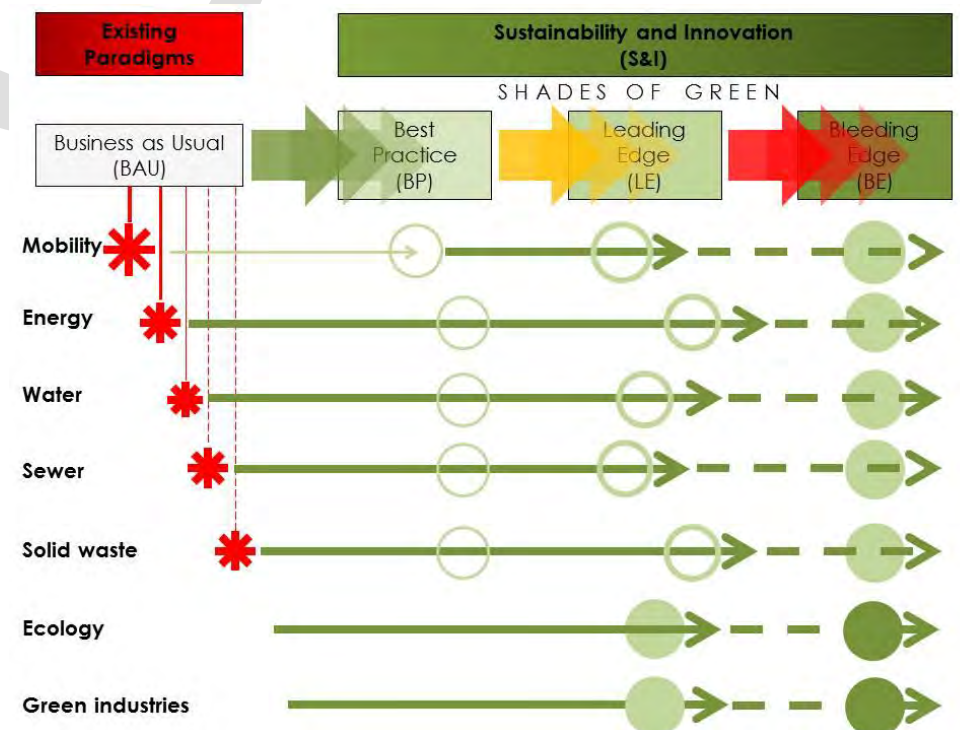 Existing
Paradigms
Sustainability and Innovation
(S&I)
SHADES OF GREEN
Business as Usual
(BAU)
Best
Practice
(BP)
Leading
Edge
(LE)
Bleeding
Edge
(BE)
Mobility
Energy
Water
Sewer
Solid waste
Ecology
Green industries